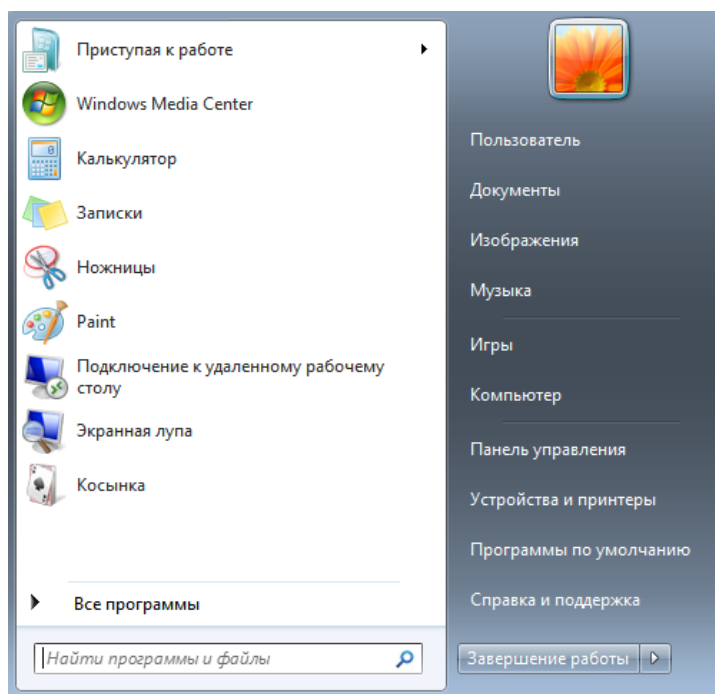 Приступая к работе
Windows Media Center
Калькулятор
Записки
Ножницы
Paint
Подключение к удаленному рабочему
столу
Экранная лупа
Косынка
Все программы
Найти программы и файлы
Пользователь
Документы
Изображения
Музыка
Игры
Компьютер
Панель управления
Устройства и принтеры
Программы по умолчанию
Справка и поддержка
Завершение работы